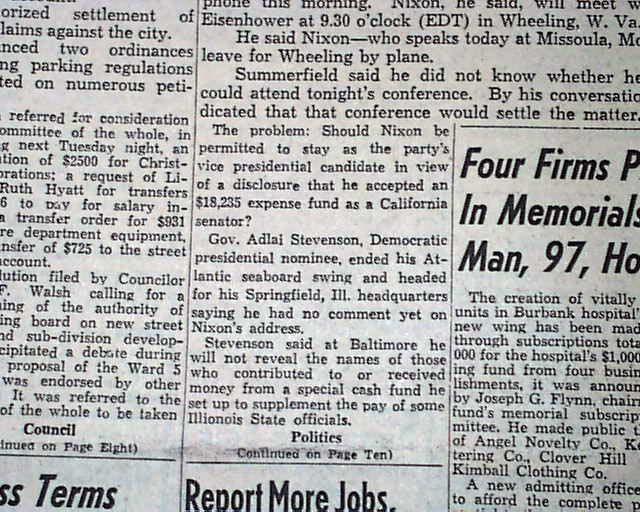 orized settlement of
laims against the city.
nced two ordinances
ng parking regulations
ted on numerous peti-
referred for consideration
ommittee of the whole, in
g next Tuesday night, an
ation of $2500 for Christ-
orations; a request of Li-
Ruth Hyatt for transfers
6 to pay for salary in-
a transfer order for $931
re department equipment,
nsfer of $725 to the street
account.
lution filed by Councilor
F. Walsh calling for a
ing of the authority of
ing board on new street
nd sub-division develop-
cipitated a debate during
proposal of the Ward 5
was endorsed by other
It was referred to the
of the whole to be taken
Council
inued on Page Eight)
ss Terms
phone this morning. Nixon, he said, will meet w
Eisenhower at 9.30 o'clock (EDT) in Wheeling, W. Va.
He said Nixon—who speaks today at Missoula, Mo
leave for Wheeling by plane.
Summerfield said he did not know whether he
could attend tonight's conference. By his conversatio
dicated that that conference would settle the matter.
The problem: Should Nixon be
permitted to stay as the party's
vice presidential candidate in view
of a disclosure that he accepted an
$18,235 expense fund as a California
senator?
Gov. Adlai Stevenson, Democratic
presidential nominee, ended his At-
lantic seaboard swing and headed
for his Springfield, Ill. headquarters
saying he had no comment yet on
Nixon's address.
Stevenson said at Baltimore he
will not reveal the names of those
who contributed to or received
money from a special cash fund he
set up to supplement the pay of some
Illionois State officials.
Politics
(Continued on Page Ten)
Report More Jobs,
Four Firms P
In Memorials
Man, 97, Ho
The creation of vitally
units in Burbank hospital'
new wing has been mad
through subscriptions tota
000 for the hospital's $1,000
ing fund from four busin
lishments, it was announ
by Joseph G. Flynn, chair
fund's memorial subscrip
mittee. He made public t
of Angel Novelty Co., Ke
tering Co., Clover Hill
Kimball Clothing Co.
A new admitting office
to afford the complete p